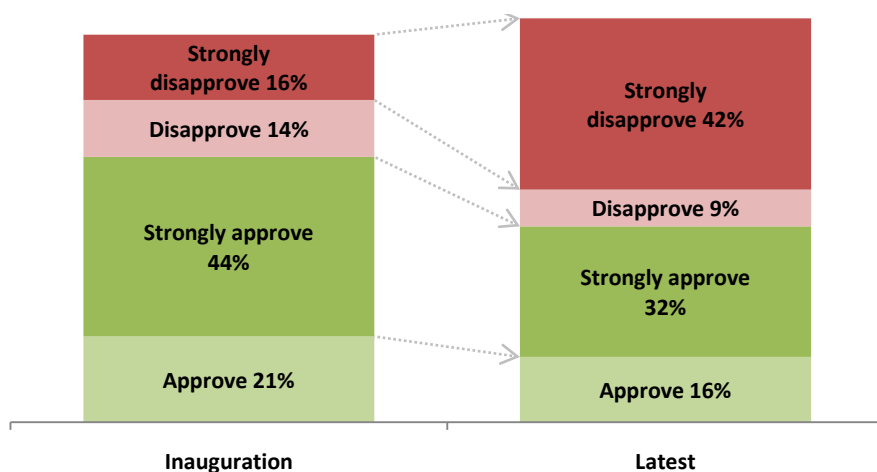 Strongly
disapprove 16%
Disapprove 14%
Strongly approve
44%
Approve 21%
Strongly
disapprove 42%
Disapprove 9%
Strongly approve
32%
Approve 16%
Inauguration
Latest